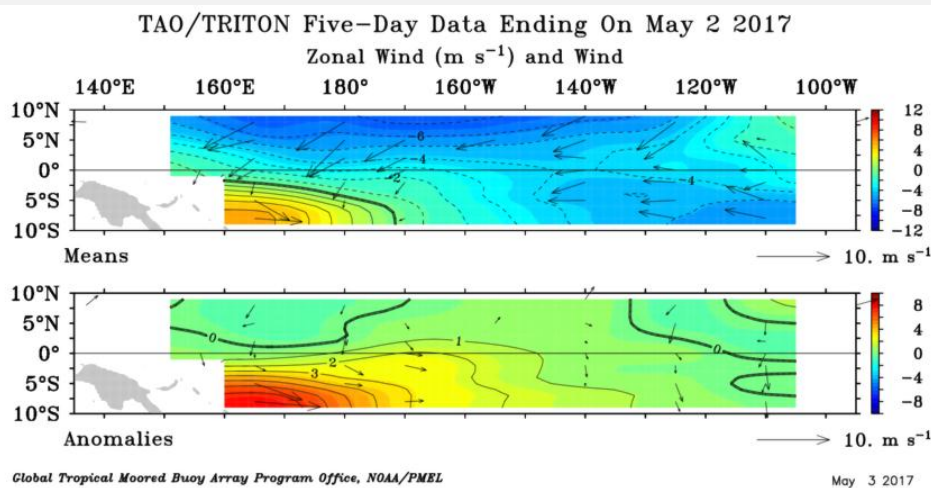 TAO/TRITON Five-Day Data Ending On May 2 2017
Zonal Wind (m s⁻¹) and Wind
140°E 160°E 180°E 160°W 140°W 120°W 100°W
10°N
5°N
0°
5°S
10°S
-6
-4
-2
4
12
8
4
0
-4
-8
-12
Means
10. m s⁻¹
10°N
5°N
0°
5°S
10°S
0
1
2
3
0
8
4
0
-4
-8
Anomalies
10. m s⁻¹
Global Tropical Moored Buoy Array Program Office, NOAA/PMEL
May 3 2017